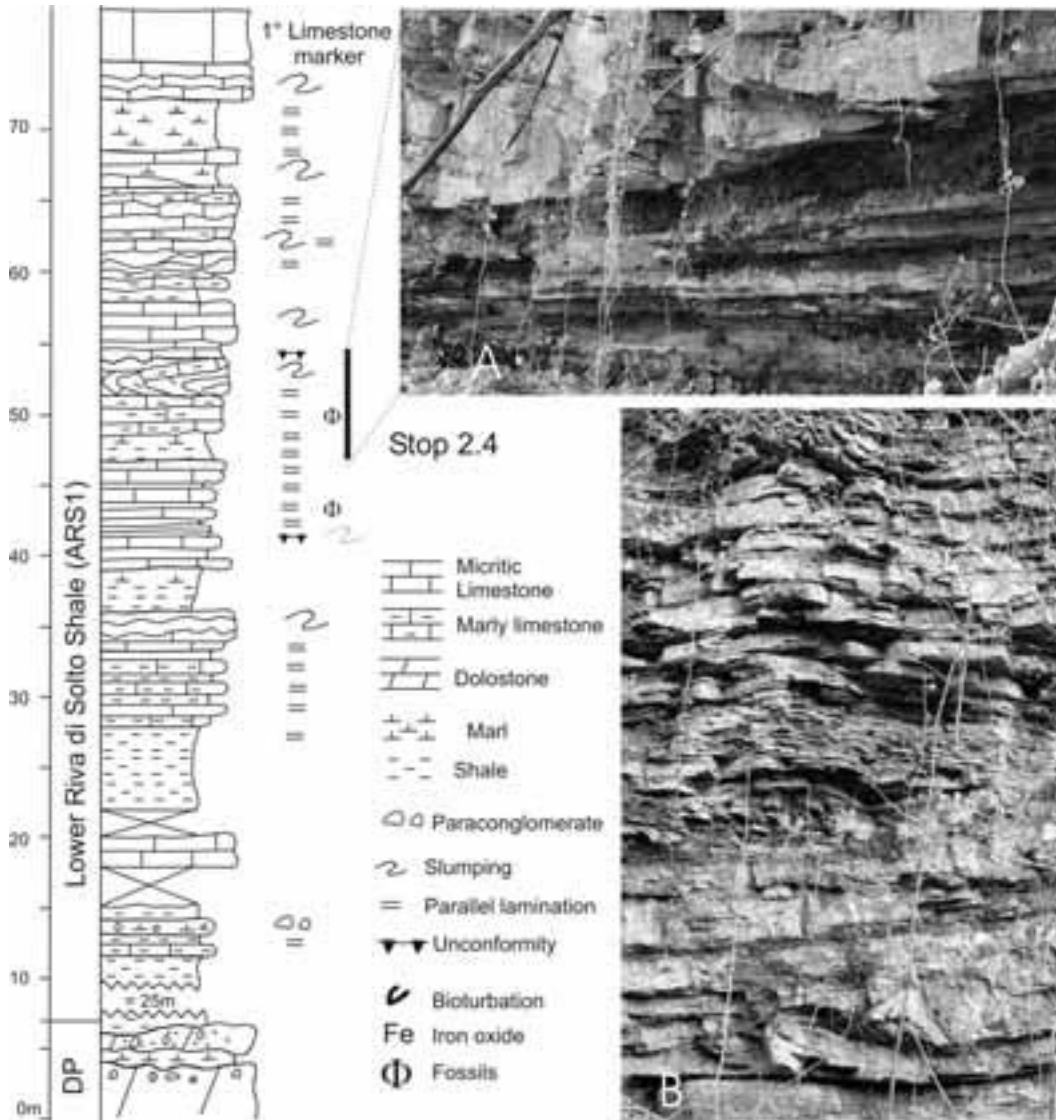 1° Limestone
marker
70
60
50
40
30
20
10
0m
Lower Riva di Solto Shale (ARS1)
DP
= 25m
A
Stop 2.4
Micritic
Limestone
Marly limestone
Dolostone
Marl
Shale
Paraconglomerate
Slumping
Parallel lamination
Unconformity
Bioturbation
Fe Iron oxide
Φ Fossils
B